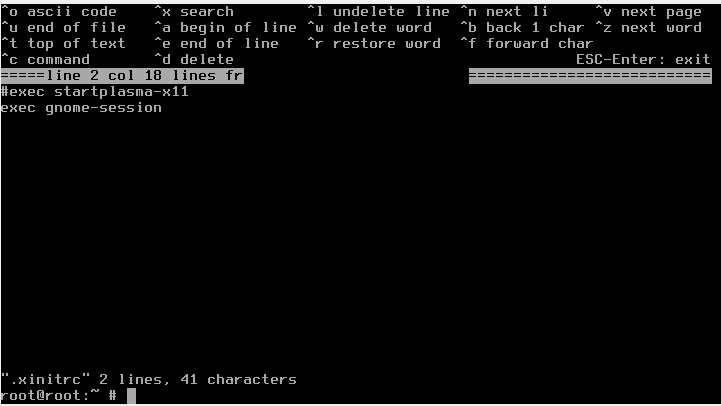 ^o ascii code ^x search ^l undelete line ^n next li ^v next page
^u end of file ^a begin of line ^w delete word ^b back 1 char ^z next word
^t top of text ^e end of line ^r restore word ^f forward char
^c command ^d delete ESC-Enter: exit
=====line 2 col 18 lines fr ===========================
#exec startplasma-x11
exec gnome-session
".xinitrc" 2 lines, 41 characters
root@root:~ #